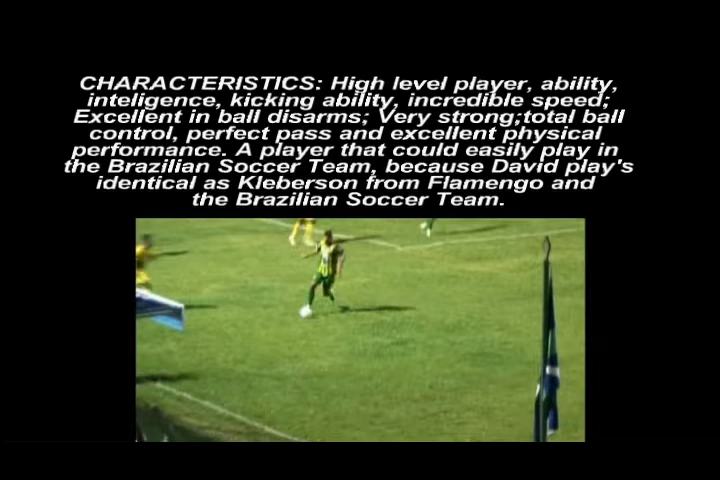 CHARACTERISTICS: High level player, ability,
inteligence, kicking ability, incredible speed;
Excellent in ball disarms; Very strong;total ball
control, perfect pass and excellent physical
performance. A player that could easily play in
the Brazilian Soccer Team, because David play's
identical as Kleberson from Flamengo and
the Brazilian Soccer Team.